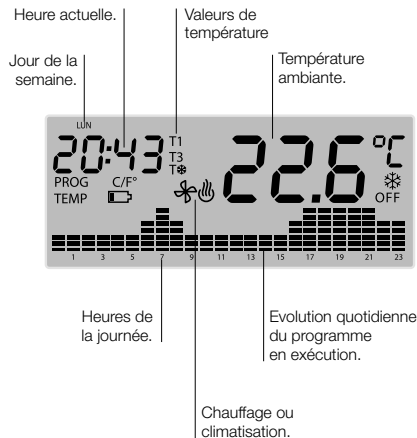 Heure actuelle.
Valeurs de
température
Jour de la
semaine.
Température
ambiante.
LUN
20:43
T1
T3
T❄
22.6 °C
PROG C/F°
TEMP
OFF
1 3 5 7 9 11 13 15 17 19 21 23
Heures de
la journée.
Evolution quotidienne
du programme
en exécution.
Chauffage ou
climatisation.